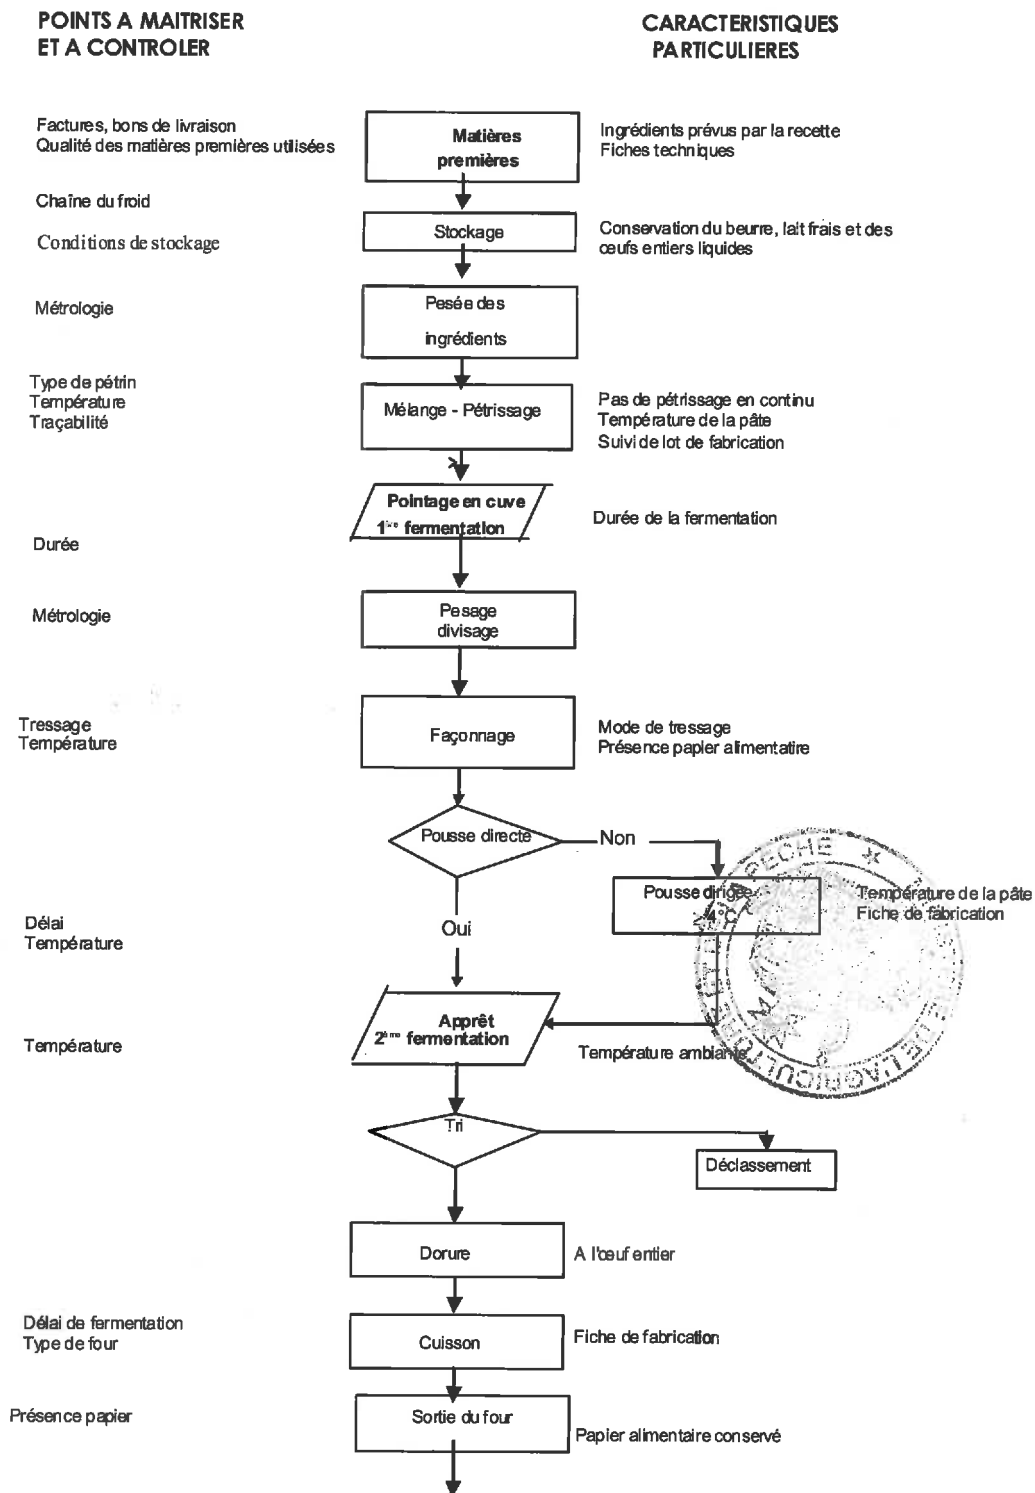 POINTS A MAITRISER
ET A CONTROLER
CARACTERISTIQUES
PARTICULIERES
Factures, bons de livraison
Qualité des matières premières utilisées
Matières
premières
Ingrédients prévus par la recette
Fiches techniques
Chaîne du froid
Conditions de stockage
Stockage
Conservation du beurre, lait frais et des
œufs entiers liquides
Métrologie
Pesée des
ingrédients
Type de pétrin
Température
Traçabilité
Mélange - Pétrissage
Pas de pétrissage en continu
Température de la pâte
Suivi de lot de fabrication
Pointage en cuve
1ère fermentation
Durée de la fermentation
Durée
Métrologie
Pesage
divisage
Tressage
Température
Façonnage
Mode de tressage
Présence papier alimentatire
Pousse directe
Non
Oui
Pousse dirigée
4°C
Température de la pâte
Fiche de fabrication
Délai
Température
Apprêt
2ème fermentation
Température
Température ambiante
PECHE
L'AGRICULTURE
Tri
Déclassement
Dorure
A l'œuf entier
Délai de fermentation
Type de four
Cuisson
Fiche de fabrication
Présence papier
Sortie du four
Papier alimentaire conservé